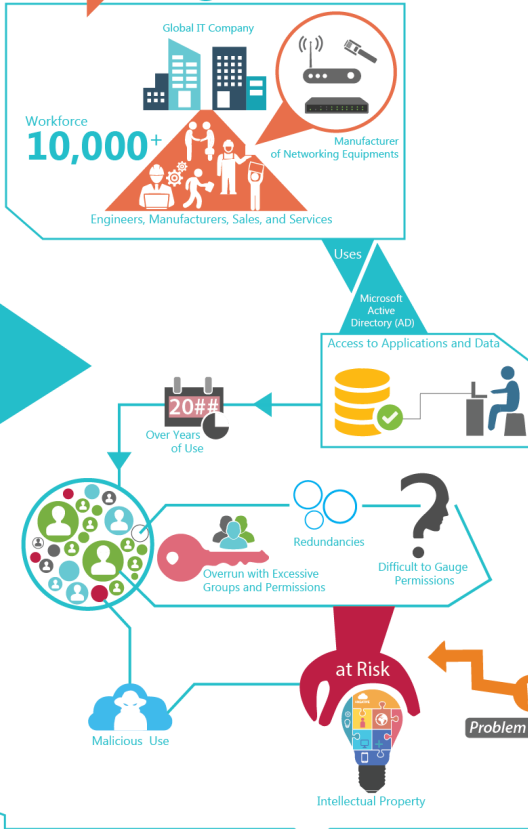 Global IT Company
Workforce
10,000+
Manufacturer
of Networking Equipments
Engineers, Manufacturers, Sales, and Services
Uses
Microsoft
Active
Directory (AD)
Access to Applications and Data
20##
Over Years
of Use
Redundancies
Overrun with Excessive
Groups and Permissions
Difficult to Gauge
Permissions
at Risk
Problem
Malicious Use
Intellectual Property